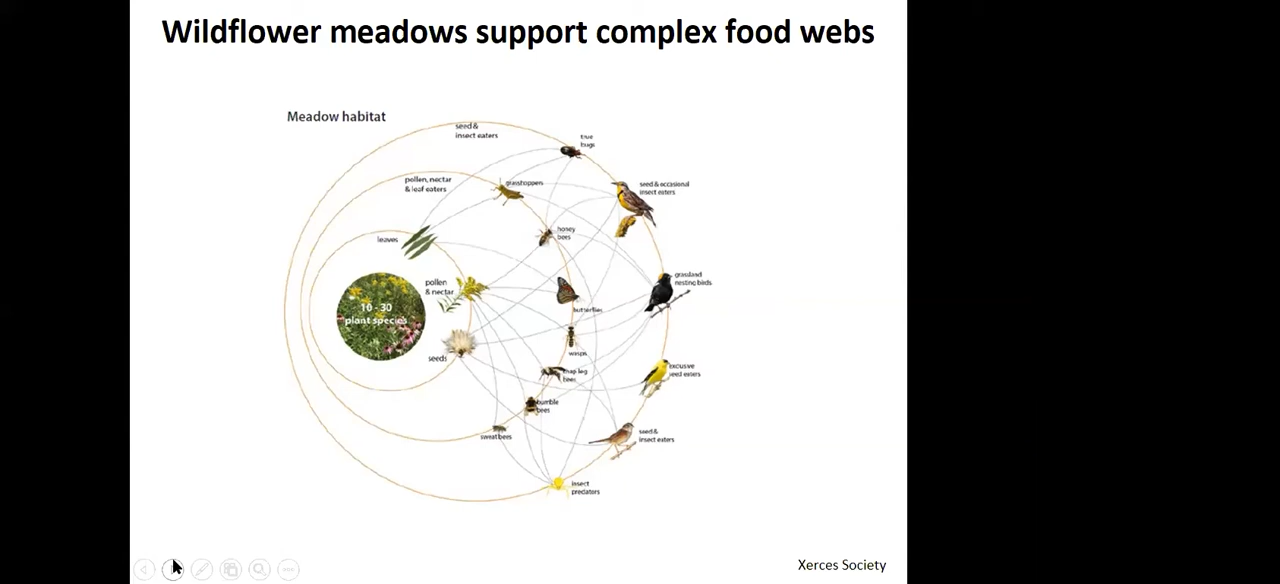 Wildflower meadows support complex food webs
Meadow habitat
seed &
insect eaters
true
bugs
pollen, nectar
& leaf eaters
grasshoppers
seed & occasional
insect eaters
leaves
honey
bees
pollen
& nectar
grassland
nesting birds
10 - 30
plant species
butterflies
wasps
seeds
leg
bees
seed eaters
bumble
bees
sweat bees
seed &
insect eaters
insect
predators
Xerces Society